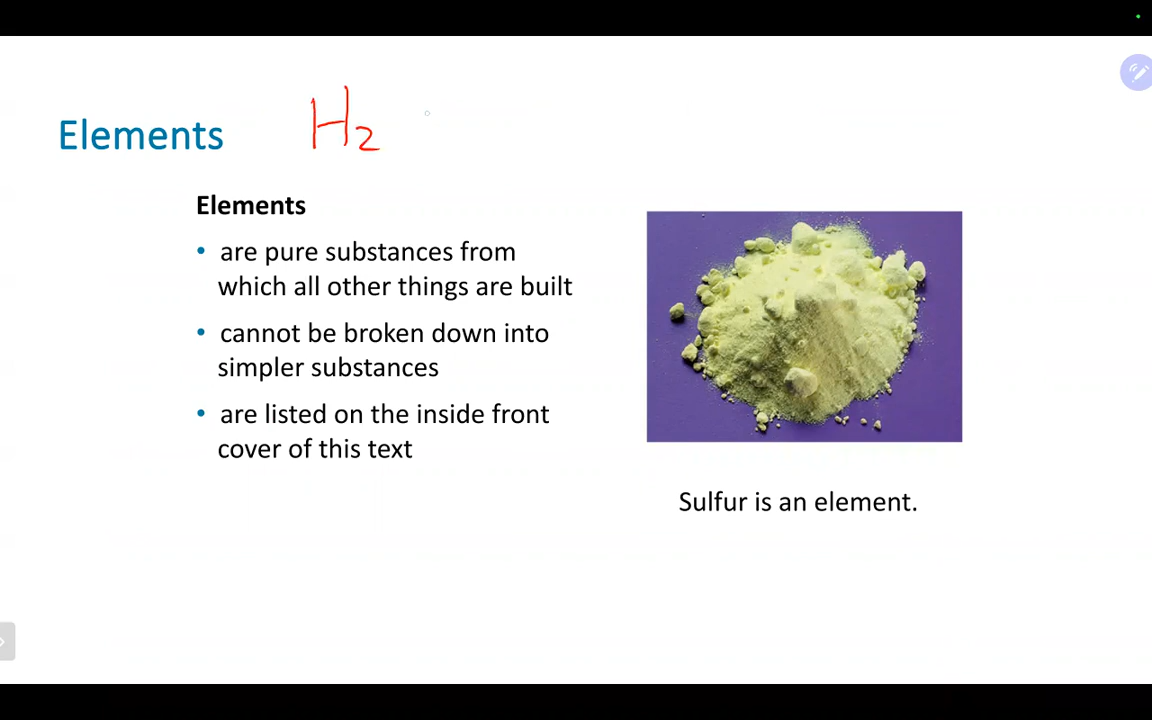 Elements H₂
Elements
• are pure substances from
which all other things are built
• cannot be broken down into
simpler substances
• are listed on the inside front
cover of this text
Sulfur is an element.